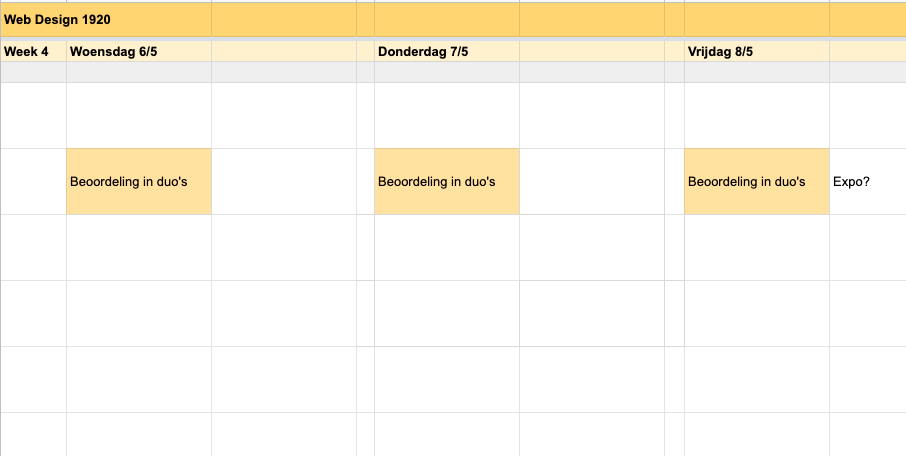 Web Design 1920
Week 4 Woensdag 6/5 Donderdag 7/5 Vrijdag 8/5
Beoordeling in duo's Beoordeling in duo's Beoordeling in duo's Expo?